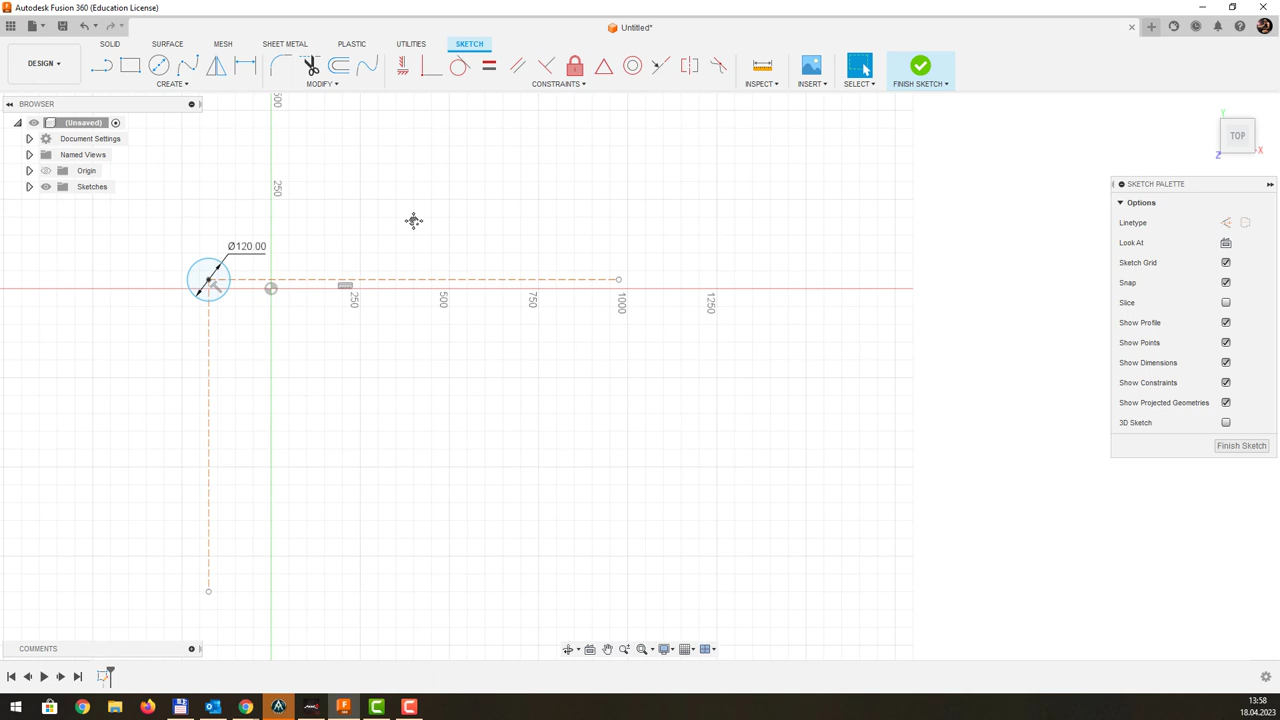 Autodesk Fusion 360 (Education License)
Untitled*
DESIGN
SOLID
SURFACE
MESH
SHEET METAL
PLASTIC
UTILITIES
SKETCH
CREATE
MODIFY
CONSTRAINTS
INSPECT
INSERT
SELECT
FINISH SKETCH
BROWSER
(Unsaved)
Document Settings
Named Views
Origin
Sketches
500
250
Ø120.00
250
500
750
1000
1250
Y
TOP
X
Z
SKETCH PALETTE
Options
Linetype
Look At
Sketch Grid
Snap
Slice
Show Profile
Show Points
Show Dimensions
Show Constraints
Show Projected Geometries
3D Sketch
Finish Sketch
COMMENTS
13:58
18.04.2023